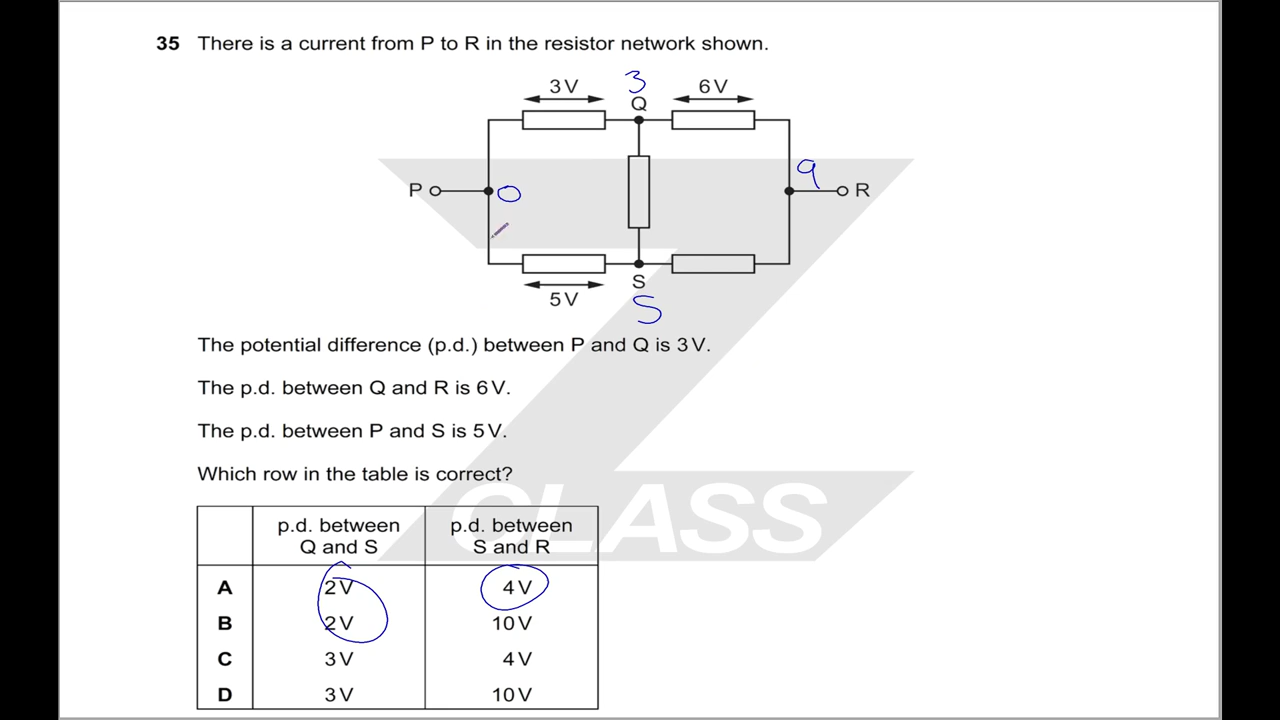 35 There is a current from P to R in the resistor network shown.
3 V 3 6 V
Q
P 0 9 R
S
5 V 5
The potential difference (p.d.) between P and Q is 3 V.
The p.d. between Q and R is 6 V.
The p.d. between P and S is 5 V.
Which row in the table is correct?
CLASS
p.d. between p.d. between
Q and S S and R
A 2 V 4 V
B 2 V 10 V
C 3 V 4 V
D 3 V 10 V